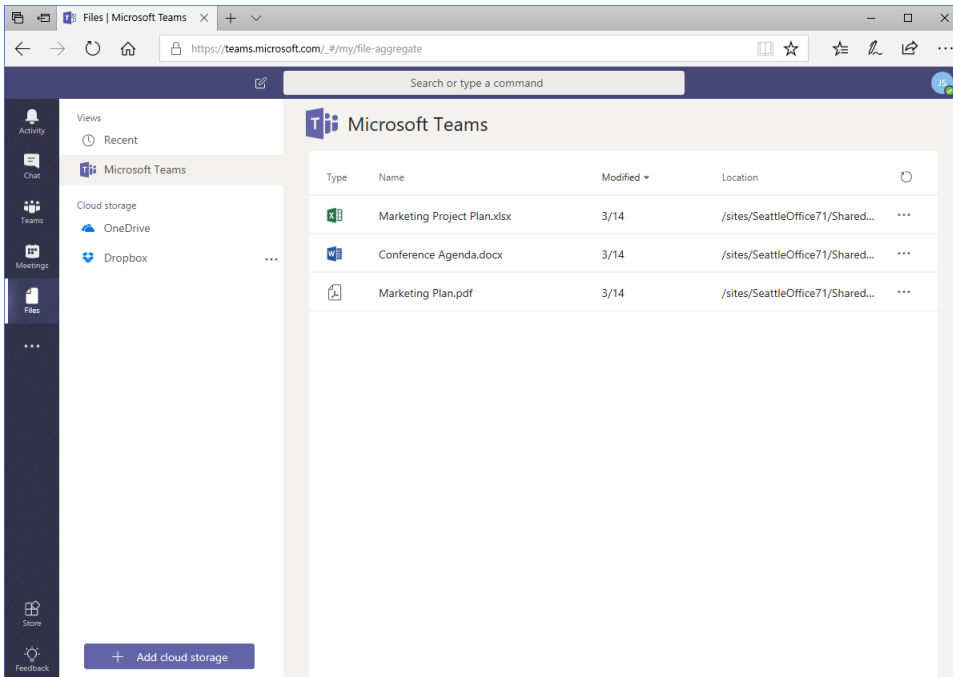 Files | Microsoft Teams
https://teams.microsoft.com/_#/my/file-aggregate
Search or type a command
JS
Activity
Chat
Teams
Meetings
Files
Store
Feedback
Views
Recent
Microsoft Teams
Cloud storage
OneDrive
Dropbox
Add cloud storage
Microsoft Teams
Type Name Modified Location
Marketing Project Plan.xlsx 3/14 /sites/SeattleOffice71/Shared...
Conference Agenda.docx 3/14 /sites/SeattleOffice71/Shared...
Marketing Plan.pdf 3/14 /sites/SeattleOffice71/Shared...